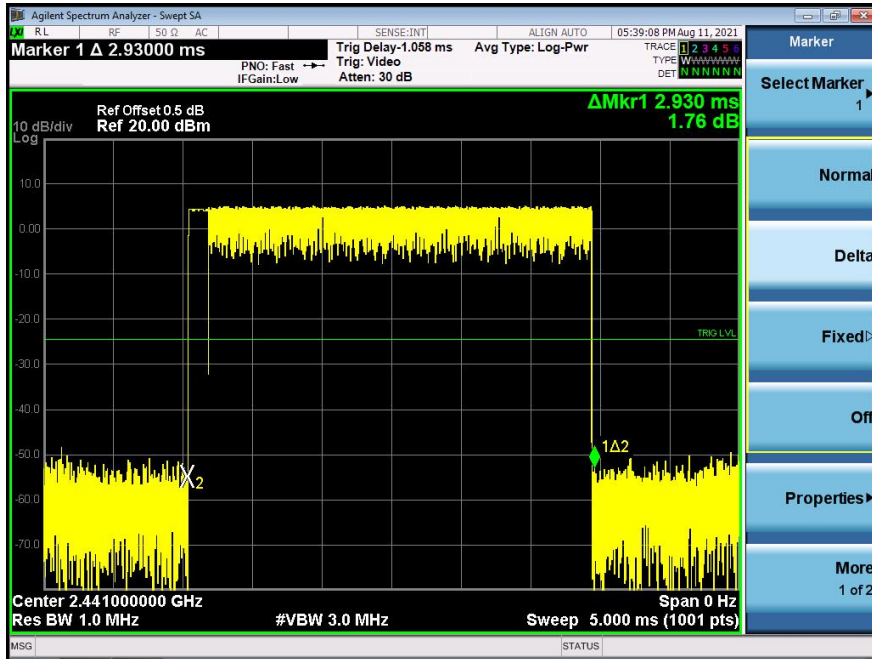 Agilent Spectrum Analyzer - Swept SA
LXI RL RF 50 Ω AC SENSE:INT ALIGN AUTO 05:39:08 PM Aug 11, 2021
Marker 1 Δ 2.93000 ms
PNO: Fast
IFGain:Low
Trig Delay-1.058 ms
Trig: Video
Atten: 30 dB
Avg Type: Log-Pwr
TRACE 1 2 3 4 5 6
TYPE WWWWWW
DET N N N N N N
ΔMkr1 2.930 ms
1.76 dB
Ref Offset 0.5 dB
10 dB/div Ref 20.00 dBm
Log
10.0
0.00
-10.0
-20.0
TRIG LVL
-30.0
-40.0
-50.0
1Δ2
2
-60.0
-70.0
Center 2.441000000 GHz Span 0 Hz
Res BW 1.0 MHz #VBW 3.0 MHz Sweep 5.000 ms (1001 pts)
MSG STATUS
Marker
Select Marker
1
Normal
Delta
Fixed
Off
Properties
More
1 of 2